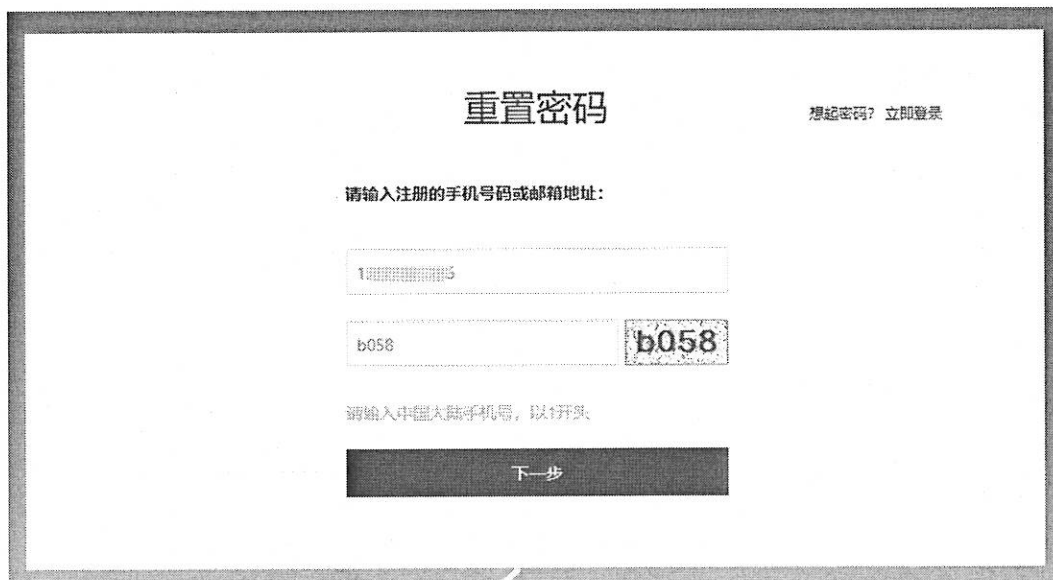 重置密码
想起密码? 立即登录
请输入注册的手机号码或邮箱地址:
b058
b058
请输入中国大陆手机号，以1开头
下一步